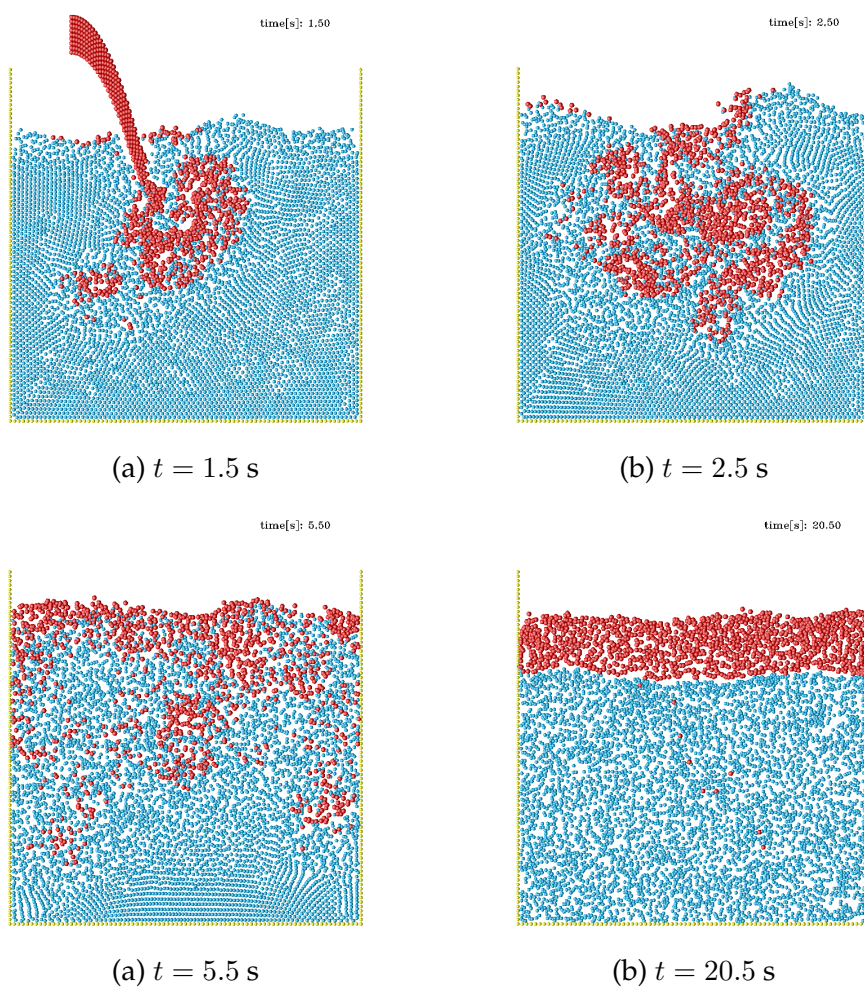 time[s]: 1.50
time[s]: 2.50
(a) t = 1.5 s
(b) t = 2.5 s
time[s]: 5.50
time[s]: 20.50
(a) t = 5.5 s
(b) t = 20.5 s